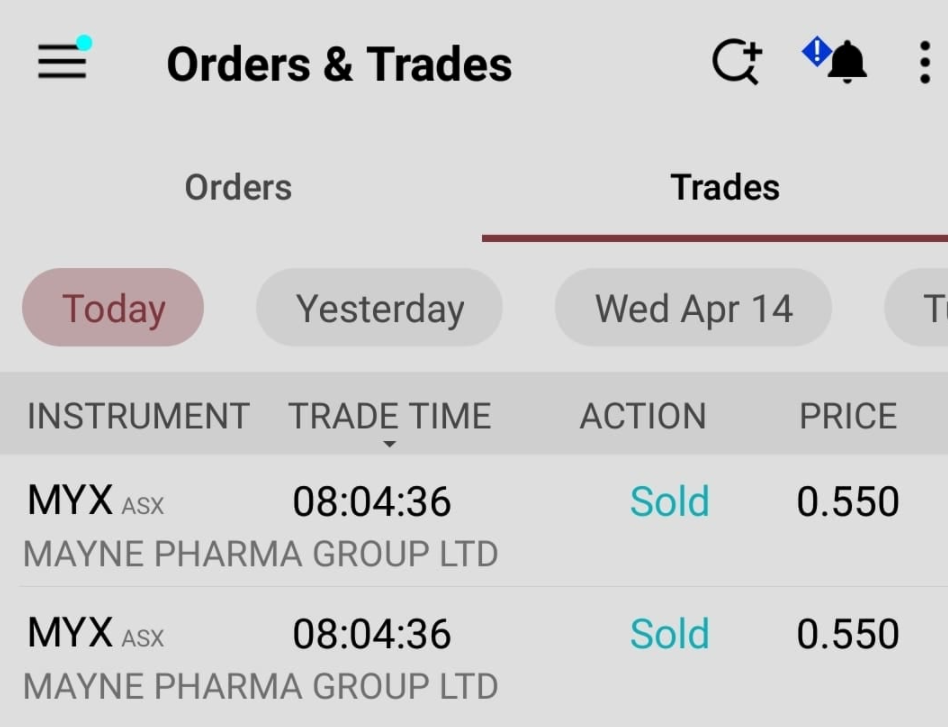 Orders & Trades
Orders Trades
Today Yesterday Wed Apr 14
INSTRUMENT TRADE TIME ACTION PRICE
MYX ASX 08:04:36 Sold 0.550
MAYNE PHARMA GROUP LTD
MYX ASX 08:04:36 Sold 0.550
MAYNE PHARMA GROUP LTD